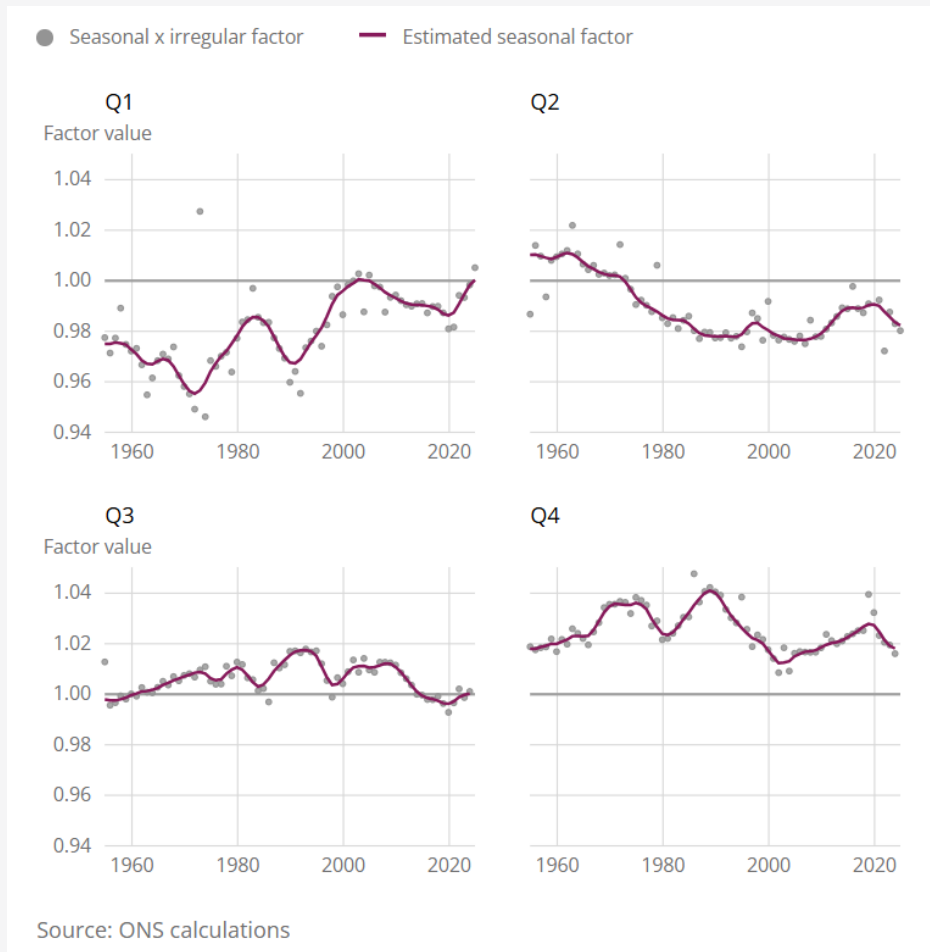 Seasonal x irregular factor Estimated seasonal factor
Q1 Q2
Factor value
1.04
1.02
1.00
0.98
0.96
0.94
1960 1980 2000 2020 1960 1980 2000 2020
Q3 Q4
Factor value
1.04
1.02
1.00
0.98
0.96
0.94
1960 1980 2000 2020 1960 1980 2000 2020
Source: ONS calculations